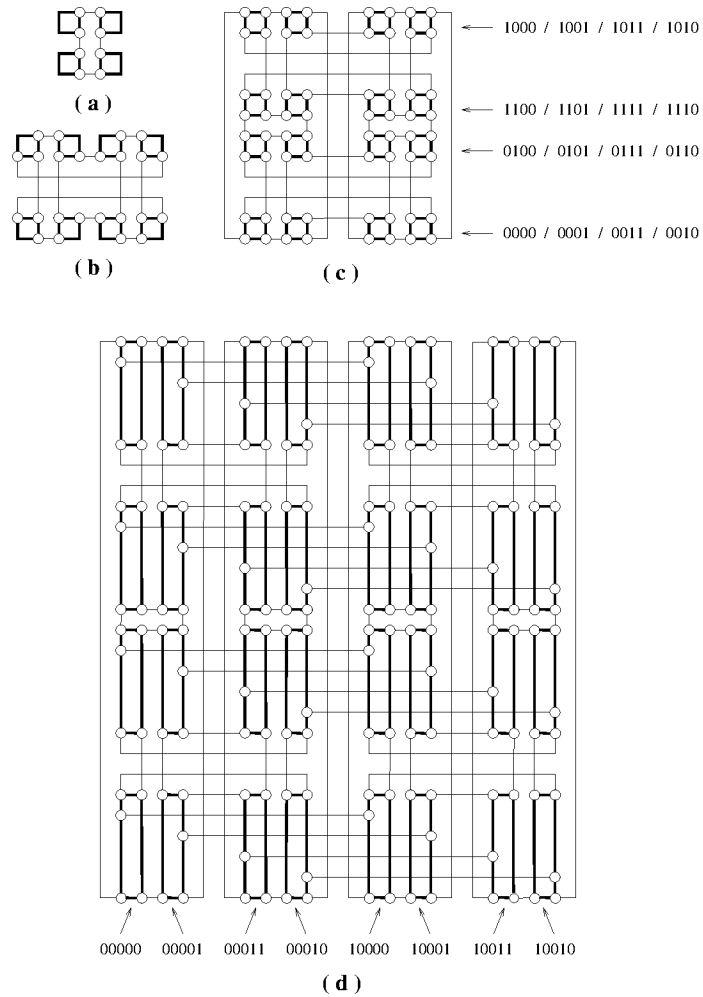 1000 / 1001 / 1011 / 1010
( a )
1100 / 1101 / 1111 / 1110
0100 / 0101 / 0111 / 0110
0000 / 0001 / 0011 / 0010
( b )
( c )
00000 00001 00011 00010 10000 10001 10011 10010
( d )